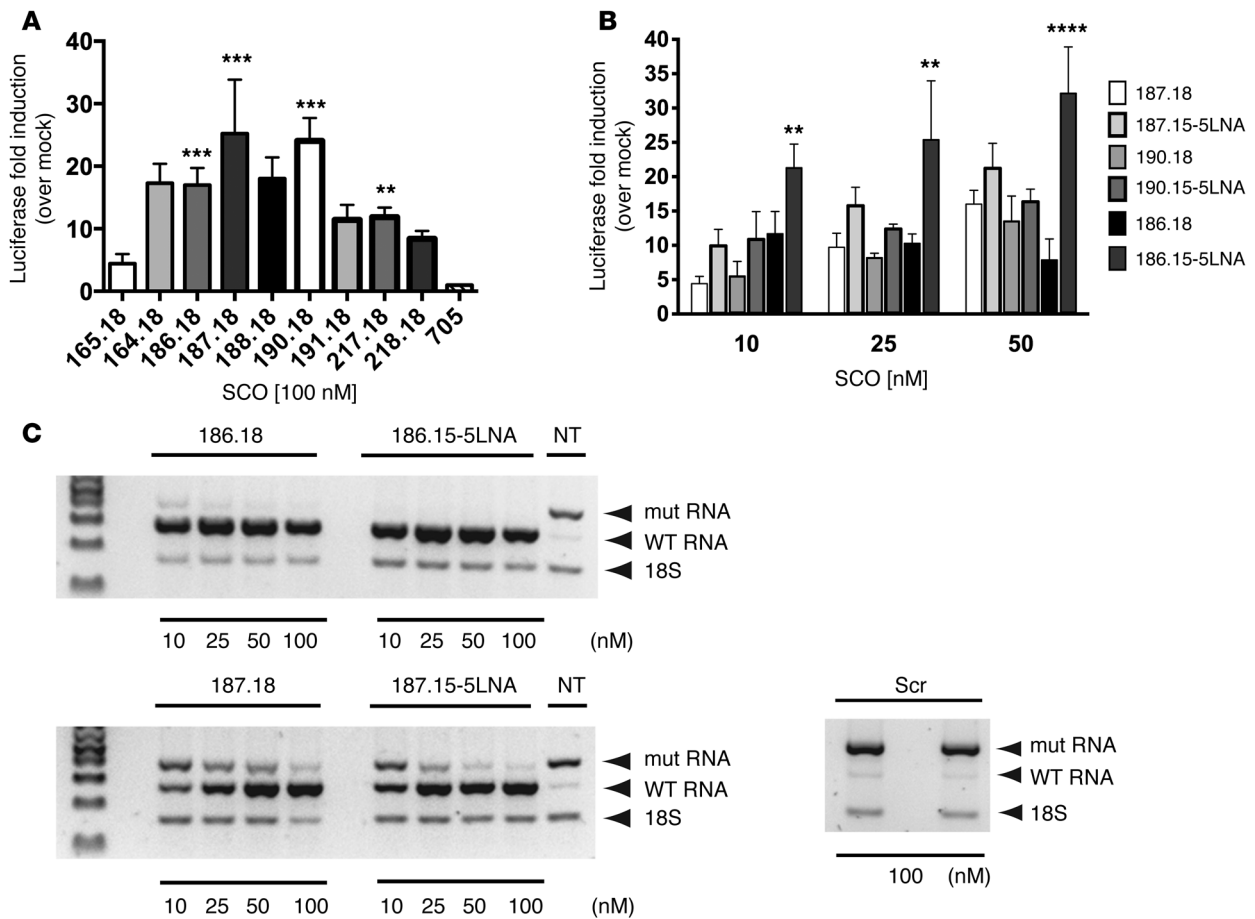 A
Luciferase fold induction
(over mock)
40
30
20
10
0
***
***
***
**
165.18
164.18
186.18
187.18
188.18
190.18
191.18
217.18
218.18
705
SCO [100 nM]
B
Luciferase fold induction
(over mock)
40
35
30
25
20
15
10
5
0
**
**
****
10 25 50
SCO [nM]
187.18
187.15-5LNA
190.18
190.15-5LNA
186.18
186.15-5LNA
C
186.18 186.15-5LNA NT
mut RNA
WT RNA
18S
10 25 50 100 10 25 50 100 (nM)
187.18 187.15-5LNA NT
mut RNA
WT RNA
18S
10 25 50 100 10 25 50 100 (nM)
Scr
mut RNA
WT RNA
18S
100 (nM)